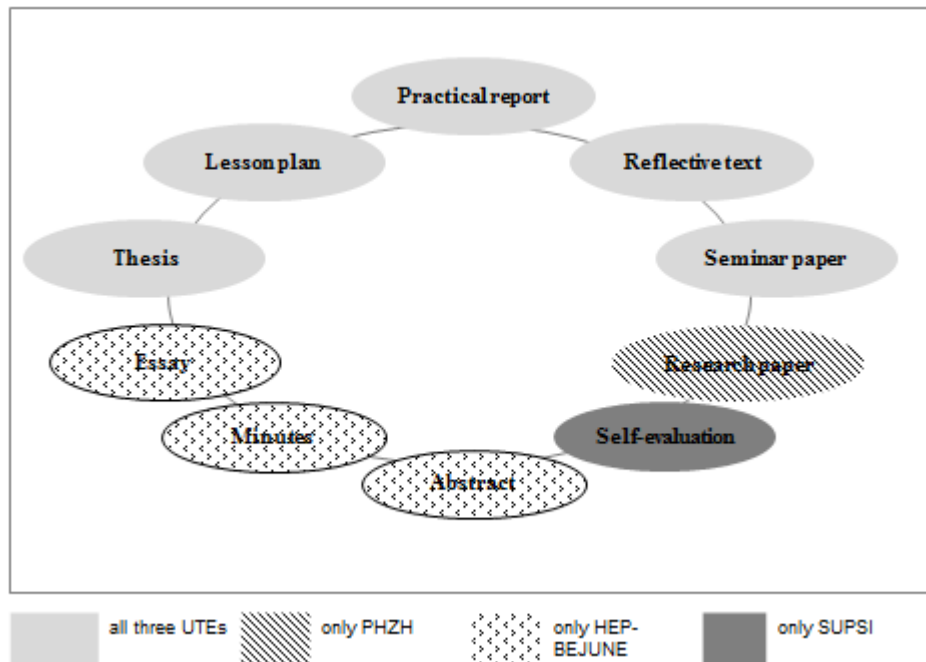 Practical report
Lesson plan
Reflective text
Thesis
Seminar paper
Essay
Research paper
Minutes
Self-evaluation
Abstract
all three UTEs
only PHZH
only HEP-
BEJUNE
only SUPSI